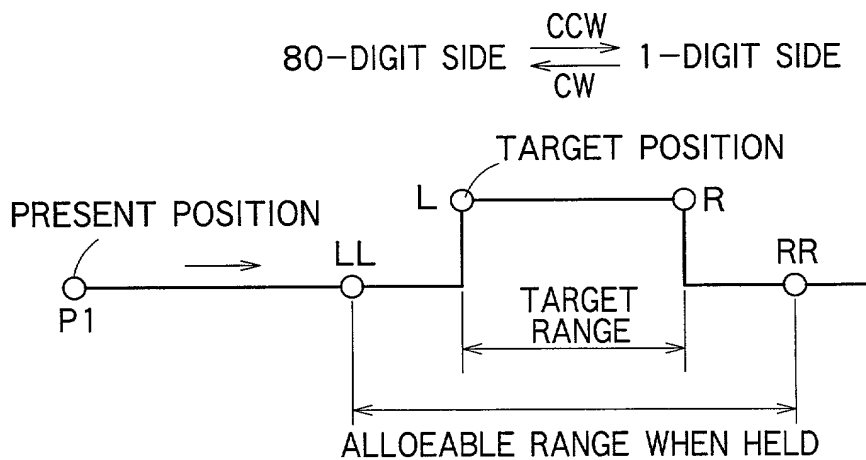 CCW
80-DIGIT SIDE 1-DIGIT SIDE
CW
TARGET POSITION
L R
PRESENT POSITION
LL RR
P1
TARGET
RANGE
ALLOEABLE RANGE WHEN HELD